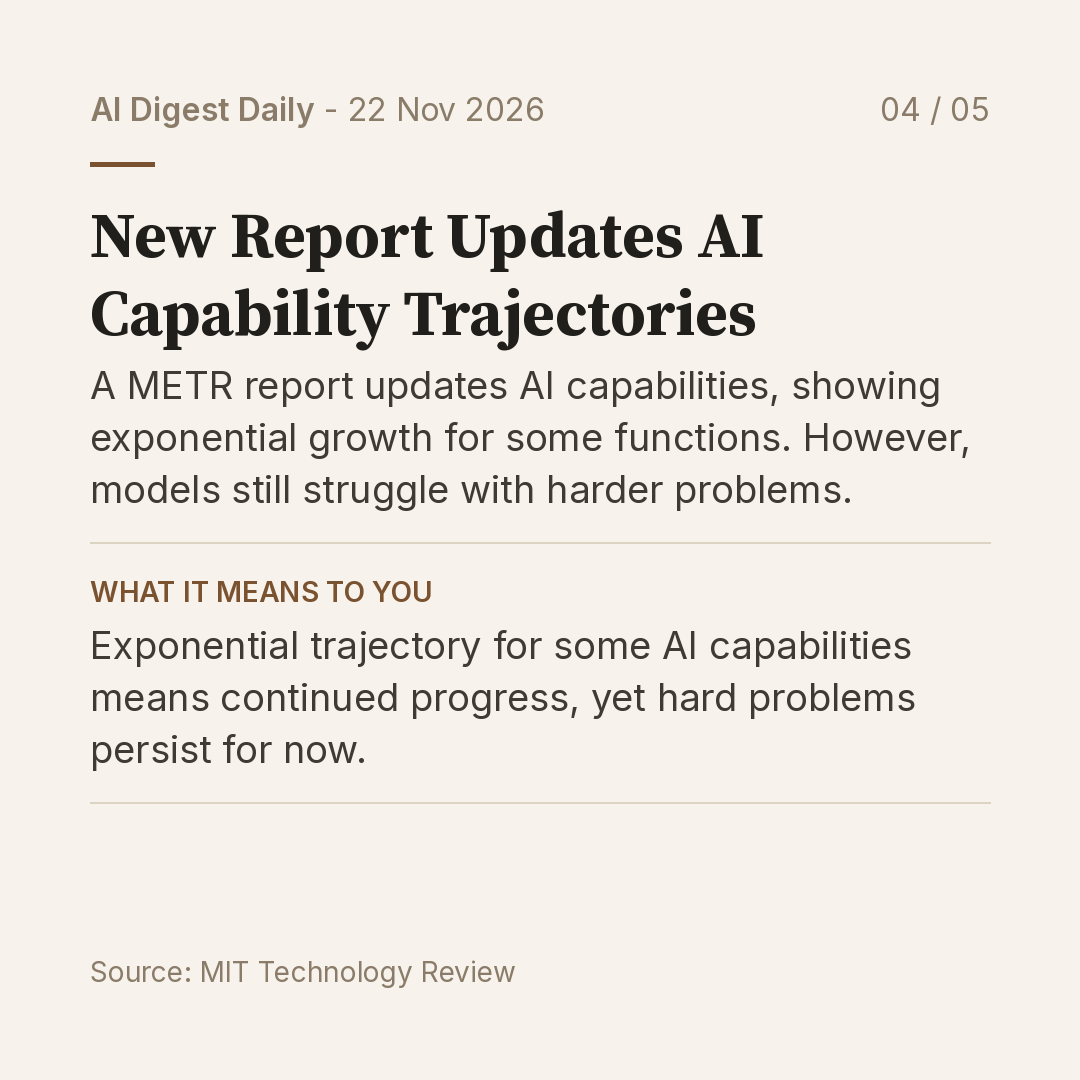 AI Digest Daily - 22 Nov 2026
04 / 05
New Report Updates AI
Capability Trajectories
A METR report updates AI capabilities, showing
exponential growth for some functions. However,
models still struggle with harder problems.
WHAT IT MEANS TO YOU
Exponential trajectory for some AI capabilities
means continued progress, yet hard problems
persist for now.
Source: MIT Technology Review